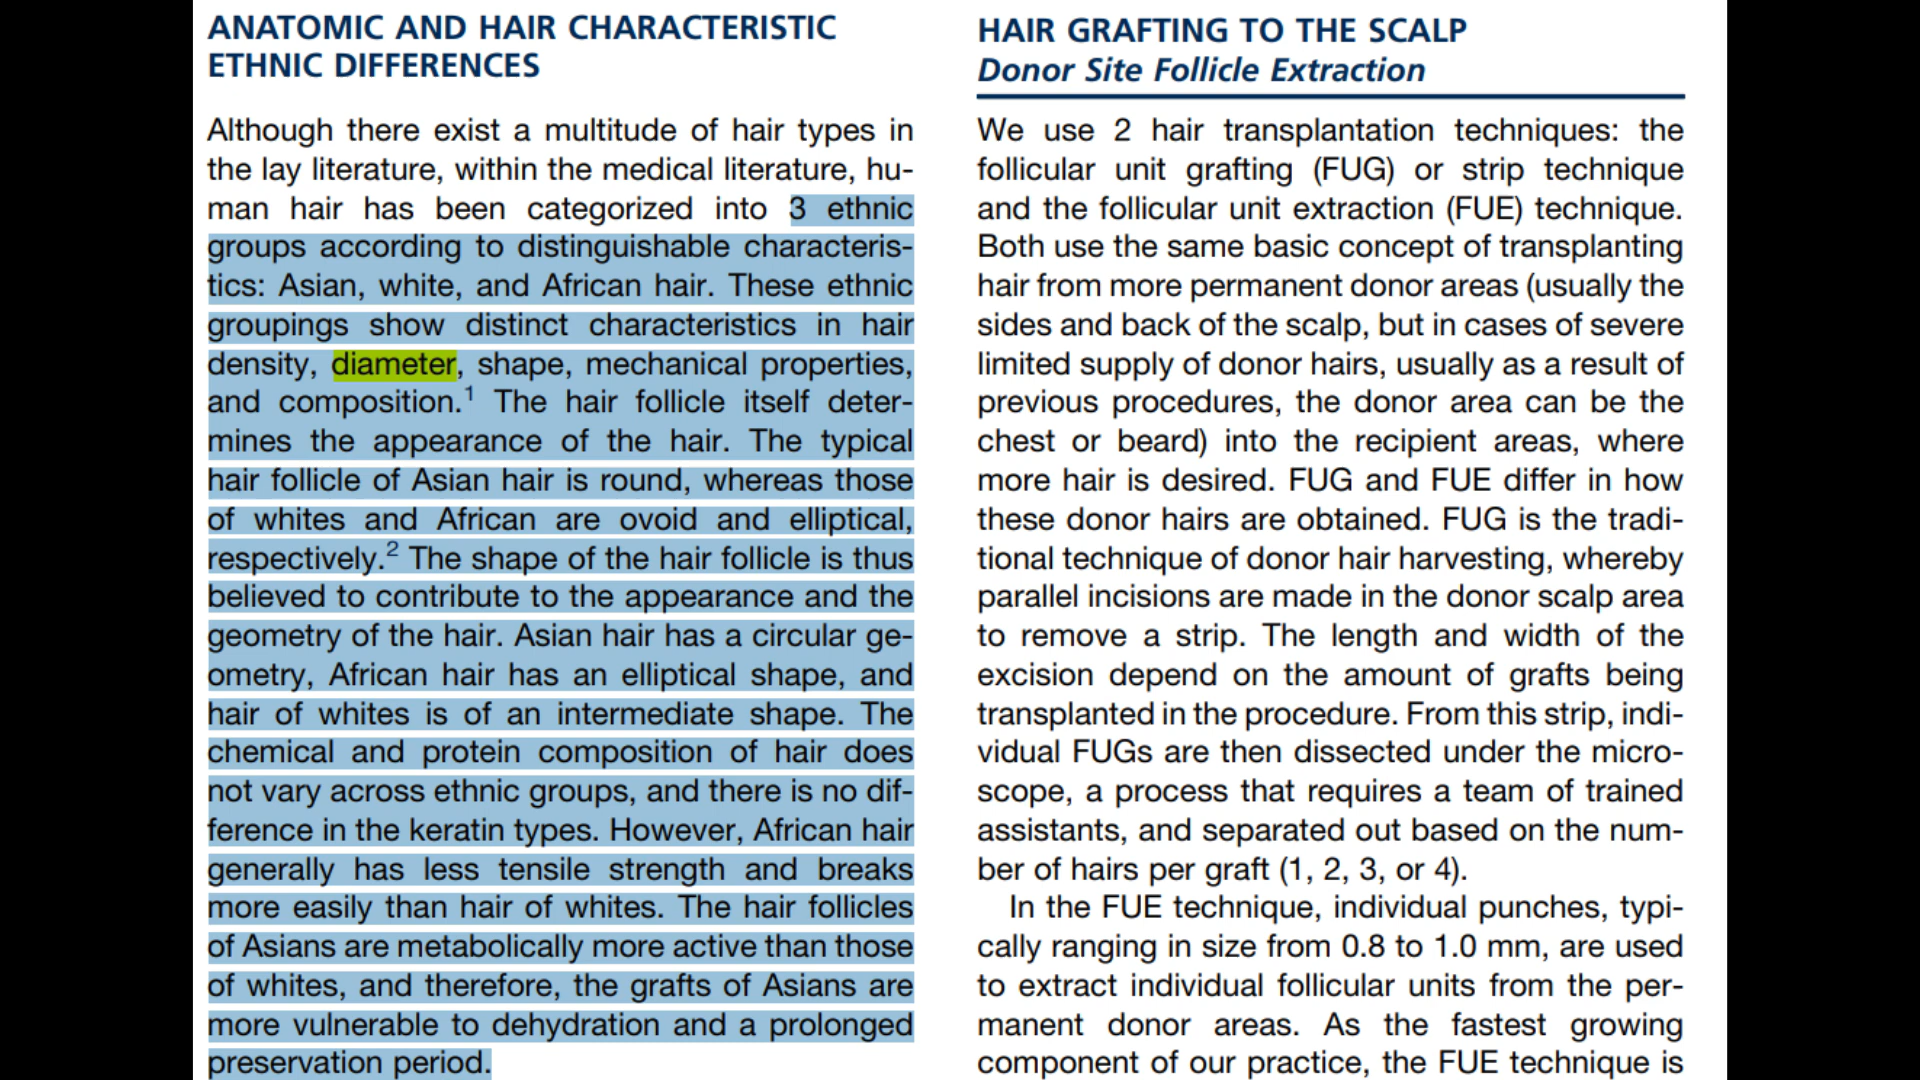 ANATOMIC AND HAIR CHARACTERISTIC
ETHNIC DIFFERENCES
Although there exist a multitude of hair types in
the lay literature, within the medical literature, hu-
man hair has been categorized into 3 ethnic
groups according to distinguishable characteris-
tics: Asian, white, and African hair. These ethnic
groupings show distinct characteristics in hair
density, diameter, shape, mechanical properties,
and composition.1 The hair follicle itself deter-
mines the appearance of the hair. The typical
hair follicle of Asian hair is round, whereas those
of whites and African are ovoid and elliptical,
respectively.2 The shape of the hair follicle is thus
believed to contribute to the appearance and the
geometry of the hair. Asian hair has a circular ge-
ometry, African hair has an elliptical shape, and
hair of whites is of an intermediate shape. The
chemical and protein composition of hair does
not vary across ethnic groups, and there is no dif-
ference in the keratin types. However, African hair
generally has less tensile strength and breaks
more easily than hair of whites. The hair follicles
of Asians are metabolically more active than those
of whites, and therefore, the grafts of Asians are
more vulnerable to dehydration and a prolonged
preservation period.
HAIR GRAFTING TO THE SCALP
Donor Site Follicle Extraction
We use 2 hair transplantation techniques: the
follicular unit grafting (FUG) or strip technique
and the follicular unit extraction (FUE) technique.
Both use the same basic concept of transplanting
hair from more permanent donor areas (usually the
sides and back of the scalp, but in cases of severe
limited supply of donor hairs, usually as a result of
previous procedures, the donor area can be the
chest or beard) into the recipient areas, where
more hair is desired. FUG and FUE differ in how
these donor hairs are obtained. FUG is the tradi-
tional technique of donor hair harvesting, whereby
parallel incisions are made in the donor scalp area
to remove a strip. The length and width of the
excision depend on the amount of grafts being
transplanted in the procedure. From this strip, indi-
vidual FUGs are then dissected under the micro-
scope, a process that requires a team of trained
assistants, and separated out based on the num-
ber of hairs per graft (1, 2, 3, or 4).
In the FUE technique, individual punches, typi-
cally ranging in size from 0.8 to 1.0 mm, are used
to extract individual follicular units from the per-
manent donor areas. As the fastest growing
component of our practice, the FUE technique is